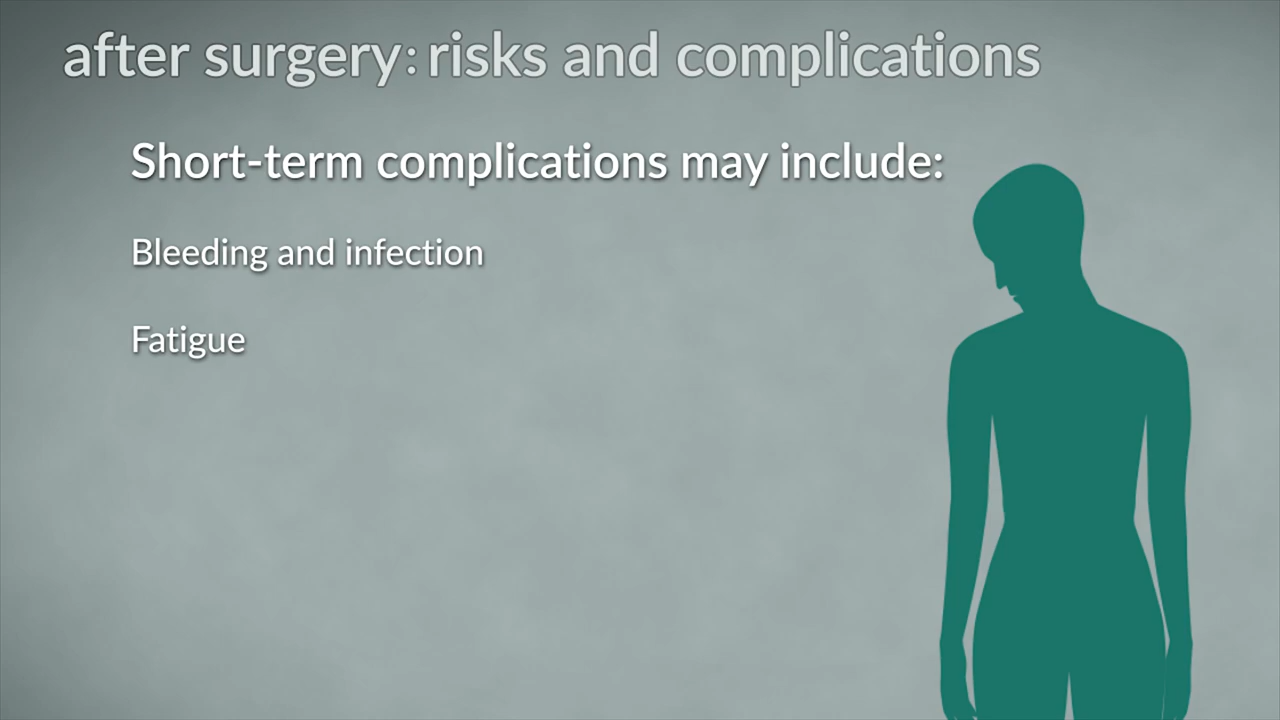 after surgery: risks and complications
Short-term complications may include:
Bleeding and infection
Fatigue